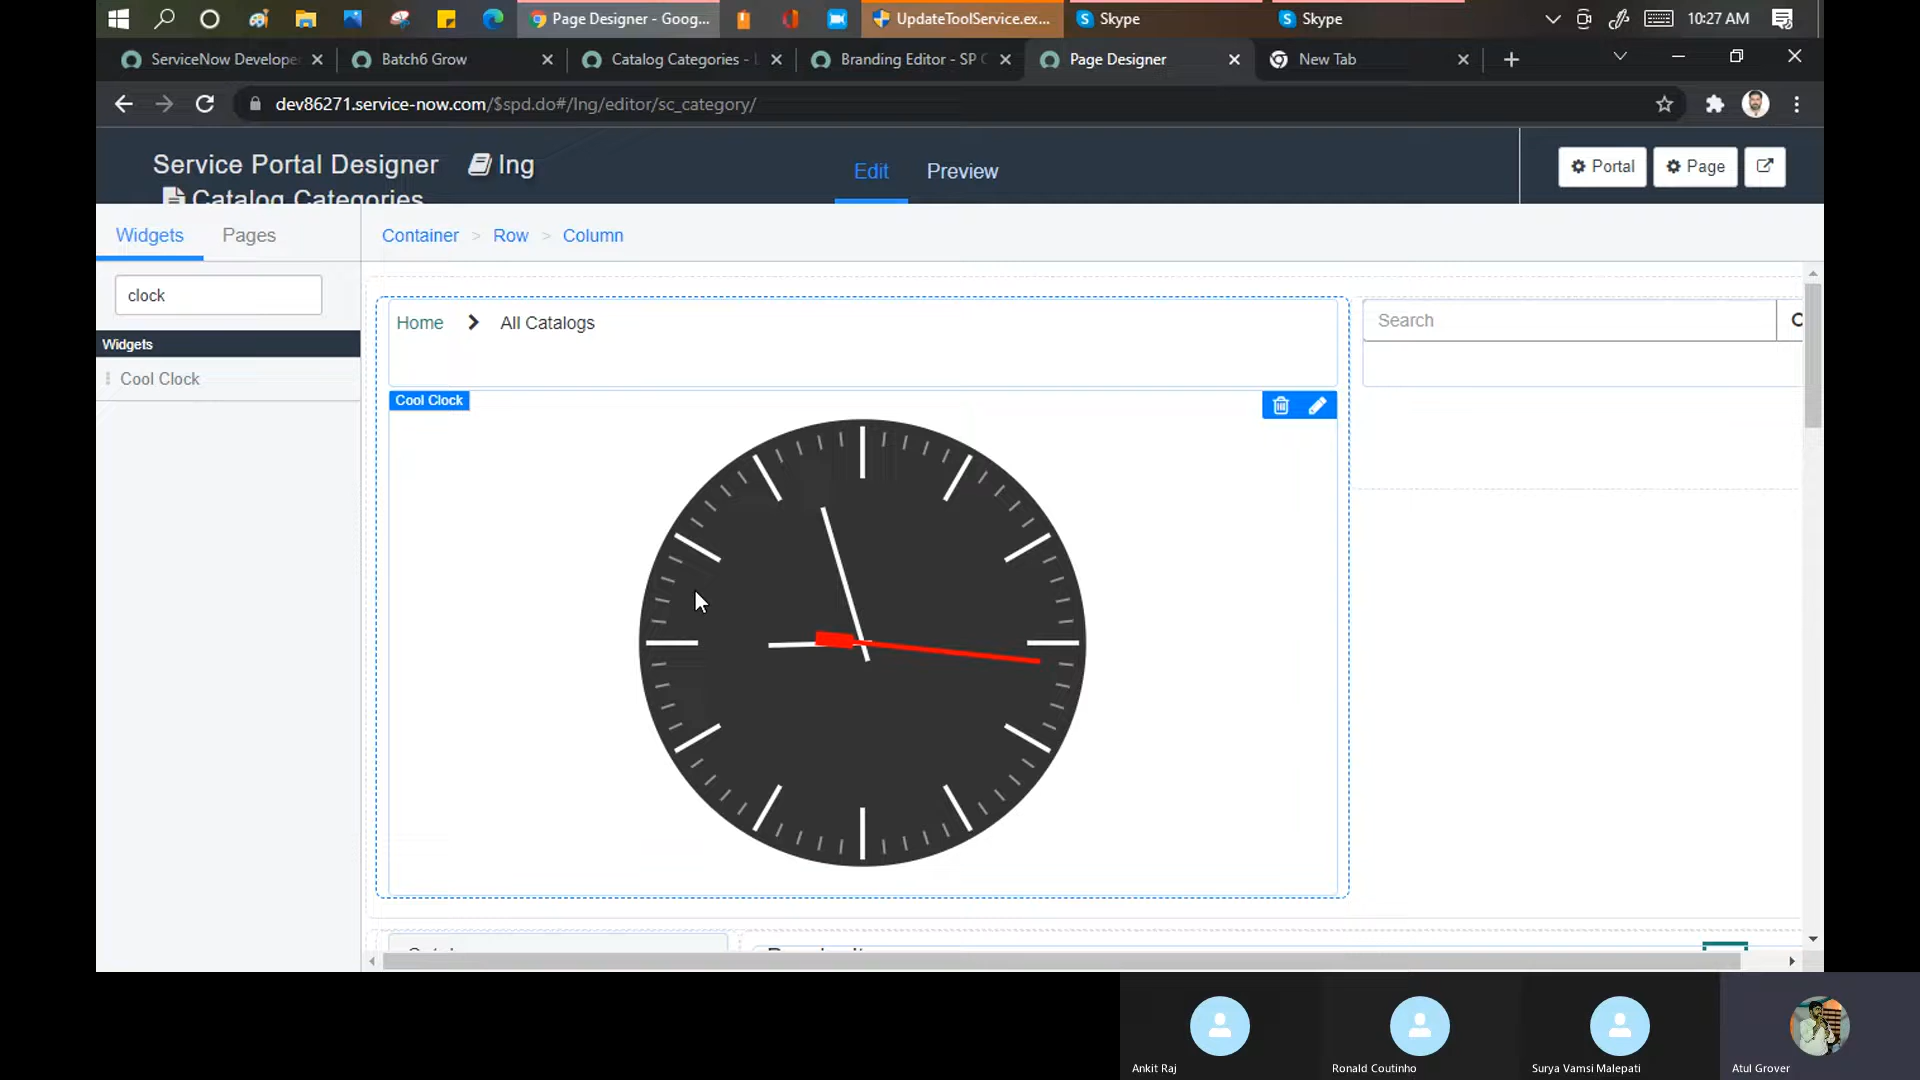 Page Designer - Goog...
UpdateToolService.ex...
Skype
Skype
10:27 AM
ServiceNow Develope
Batch6 Grow
Catalog Categories -
Branding Editor - SP
Page Designer
New Tab
dev86271.service-now.com/$spd.do#/lng/editor/sc_category/
Service Portal Designer
lng
Catalog Categories
Edit
Preview
Portal
Page
Widgets
Pages
Container > Row > Column
clock
Widgets
Cool Clock
Home
All Catalogs
Search
Cool Clock
Ankit Raj
Ronald Coutinho
Surya Vamsi Malepati
Atul Grover